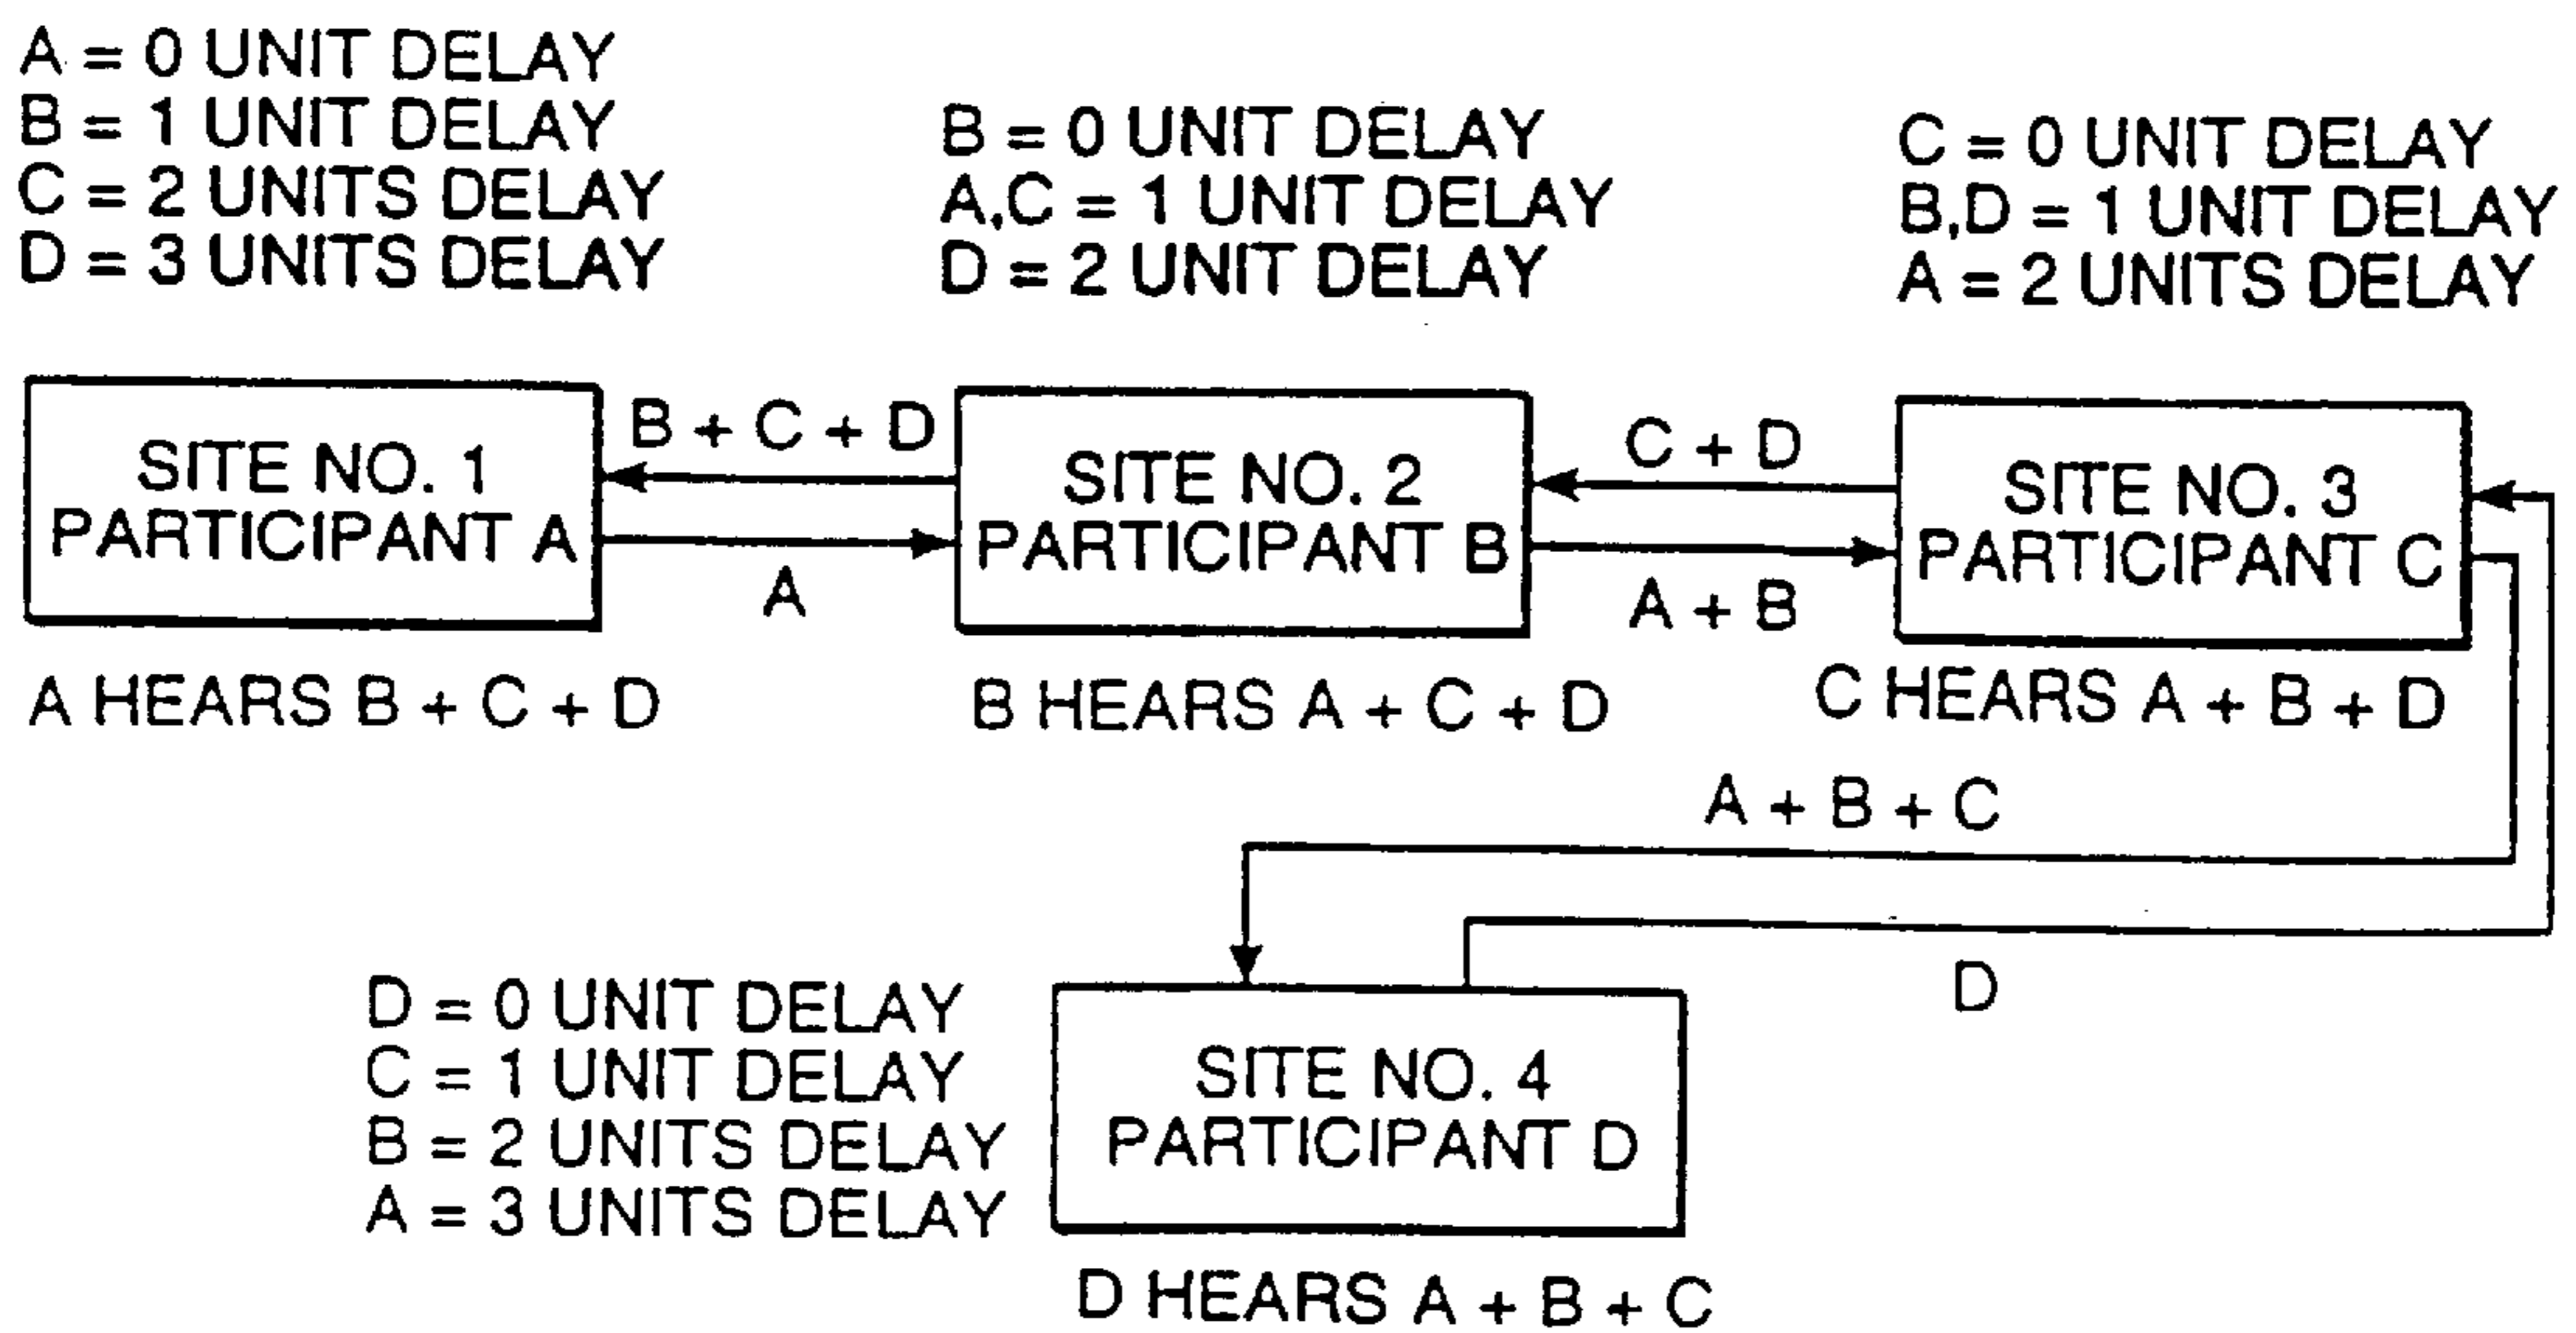 A = 0 UNIT DELAY
B = 1 UNIT DELAY
C = 2 UNITS DELAY
D = 3 UNITS DELAY
B = 0 UNIT DELAY
A,C = 1 UNIT DELAY
D = 2 UNIT DELAY
C = 0 UNIT DELAY
B,D = 1 UNIT DELAY
A = 2 UNITS DELAY
SITE NO. 1
PARTICIPANT A
B + C + D
A
SITE NO. 2
PARTICIPANT B
C + D
A + B
SITE NO. 3
PARTICIPANT C
A HEARS B + C + D
B HEARS A + C + D
C HEARS A + B + D
A + B + C
D
D = 0 UNIT DELAY
C = 1 UNIT DELAY
B = 2 UNITS DELAY
A = 3 UNITS DELAY
SITE NO. 4
PARTICIPANT D
D HEARS A + B + C